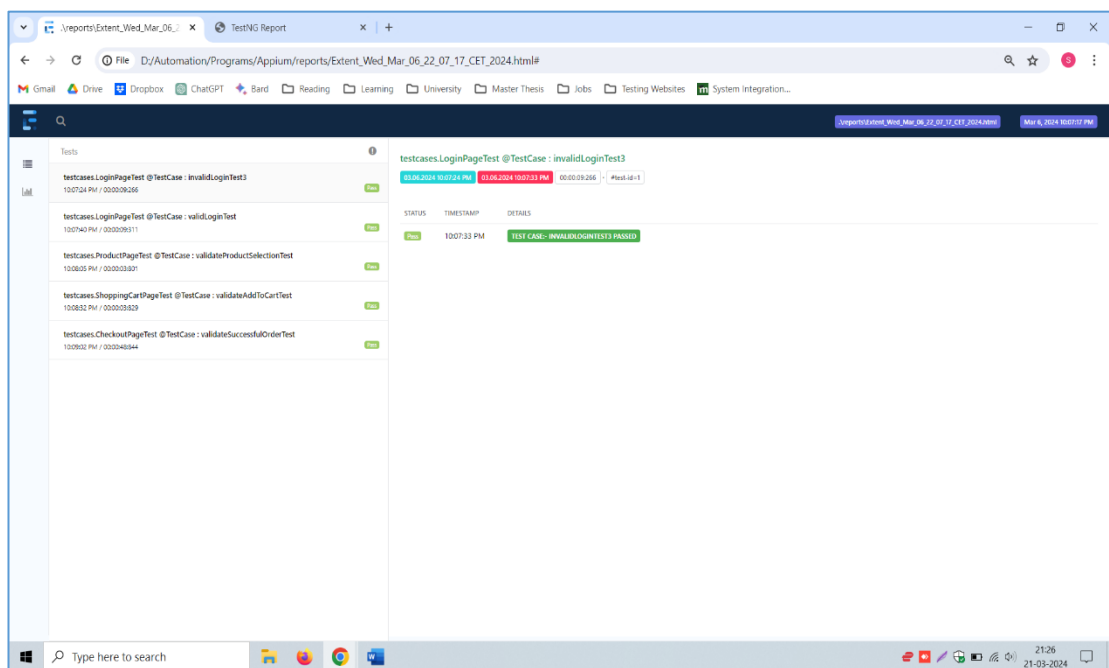 .\reports\Extent_Wed_Mar_06_2
TestNG Report
File
D:/Automation/Programs/Appium/reports/Extent_Wed_Mar_06_22_07_17_CET_2024.html#
S
Gmail
Drive
Dropbox
ChatGPT
Bard
Reading
Learning
University
Master Thesis
Jobs
Testing Websites
m System Integration...
.\reports\Extent_Wed_Mar_06_22_07_17_CET_2024.html
Mar 6, 2024 10:07:17 PM
Tests
testcases.LoginPageTest @TestCase : invalidLoginTest3
10:07:24 PM / 00:00:09:266
Pass
testcases.LoginPageTest @TestCase : validLoginTest
10:07:40 PM / 00:00:09:311
Pass
testcases.ProductPageTest @TestCase : validateProductSelectionTest
10:08:05 PM / 00:00:03:801
Pass
testcases.ShoppingCartPageTest @TestCase : validateAddToCartTest
10:08:32 PM / 00:00:03:829
Pass
testcases.CheckoutPageTest @TestCase : validateSuccessfulOrderTest
10:09:02 PM / 00:00:48:844
Pass
testcases.LoginPageTest @TestCase : invalidLoginTest3
03.06.2024 10:07:24 PM
03.06.2024 10:07:33 PM
00:00:09:266
· #test-id=1
STATUS TIMESTAMP DETAILS
Pass 10:07:33 PM TEST CASE:- INVALIDLOGINTEST3 PASSED
Type here to search
21:26
21-03-2024